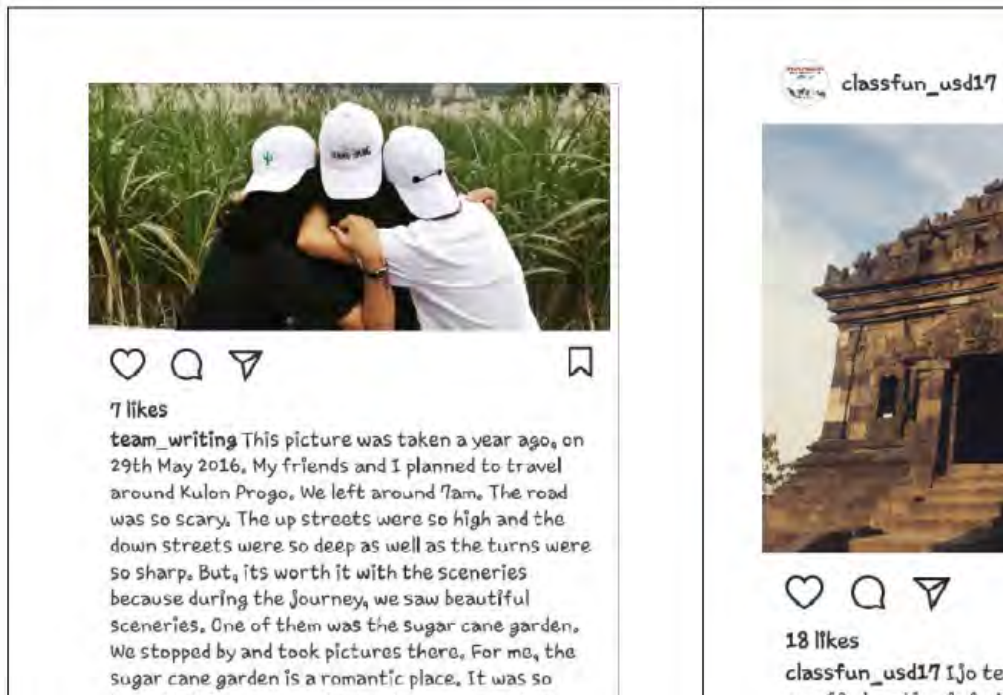 7 likes
team_writing This picture was taken a year ago, on
29th May 2016. My friends and I planned to travel
around Kulon Progo. We left around 7am. The road
was so scary. The up streets were so high and the
down streets were so deep as well as the turns were
so sharp. But, its worth it with the sceneries
because during the journey, we saw beautiful
sceneries. One of them was the sugar cane garden.
We stopped by and took pictures there. For me, the
sugar cane garden is a romantic place. It was so
classfun_usd17
18 likes
classfun_usd17 Ijo te